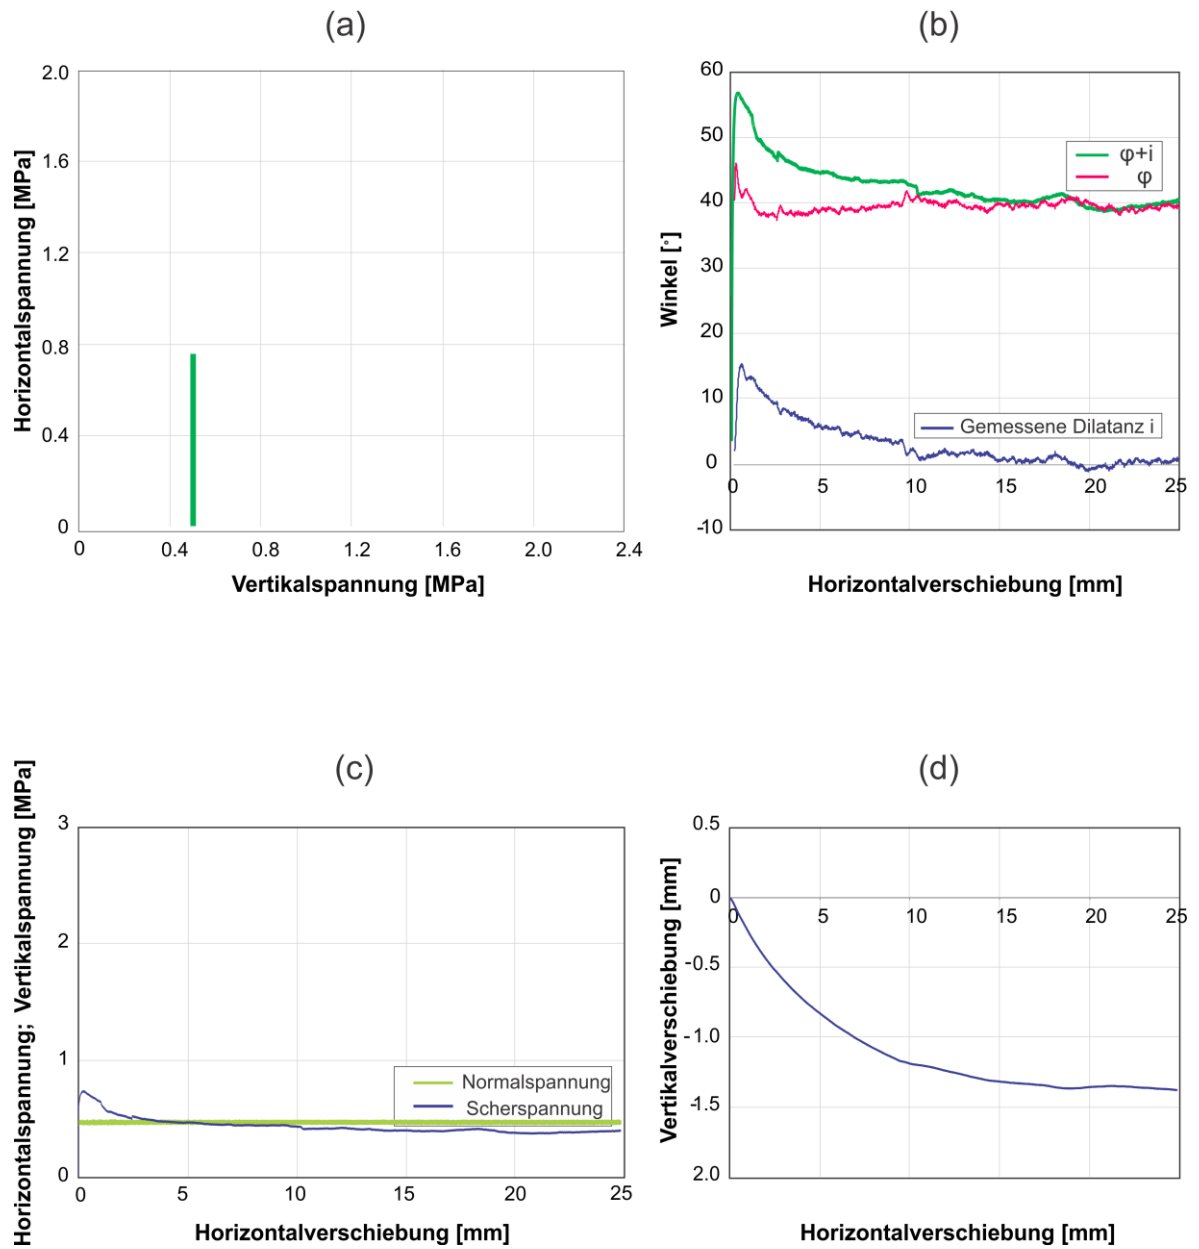 (a)
2.0
1.6
1.2
0.8
0.4
0
0
0.4
0.8
1.2
1.6
2.0
2.4
Horizontalspannung [MPa]
Vertikalspannung [MPa]
(b)
60
50
40
30
20
10
0
-10
0
5
10
15
20
25
Winkel [°]
φ+i
φ
Gemessene Dilatanz i
Horizontalverschiebung [mm]
(c)
3
2
1
0
0
5
10
15
20
25
Horizontalspannung; Vertikalspannung [MPa]
Normalspannung
Scherspannung
Horizontalverschiebung [mm]
(d)
0.5
0
-0.5
-1.0
-1.5
2.0
0
5
10
15
20
25
Vertikalverschiebung [mm]
Horizontalverschiebung [mm]